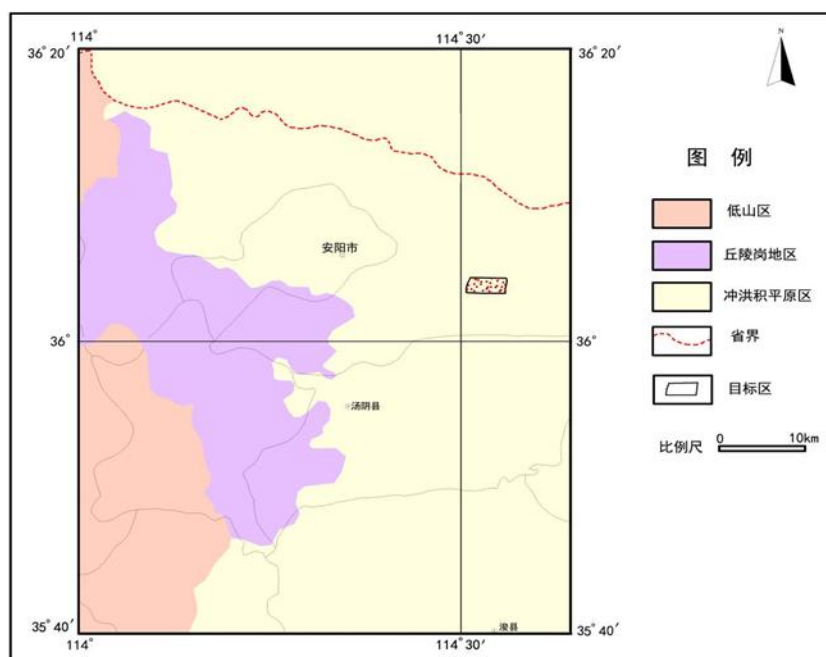 114°
114°30′
36°20′
36°20′
N
图 例
低山区
丘陵岗地区
安阳市
冲洪积平原区
36°
36°
省界
目标区
汤阴县
比例尺 0 10km
浚县
35°40′
35°40′
114°
114°30′